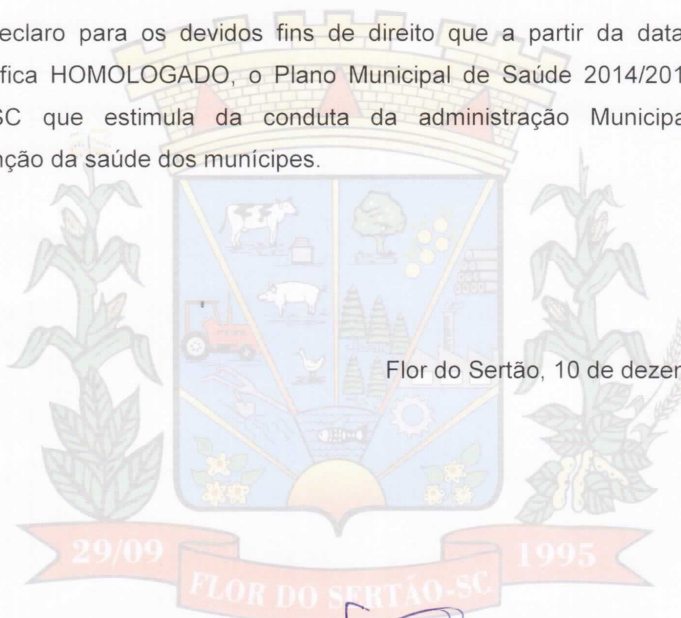 eclaro para os devidos fins de direito que a partir da data
fica HOMOLOGADO, o Plano Municipal de Saúde 2014/201
SC que estimula da conduta da administração Municipa
nção da saúde dos munícipes.
Flor do Sertão, 10 de dezem
29/09
1995
FLOR DO SERTÃO-SC